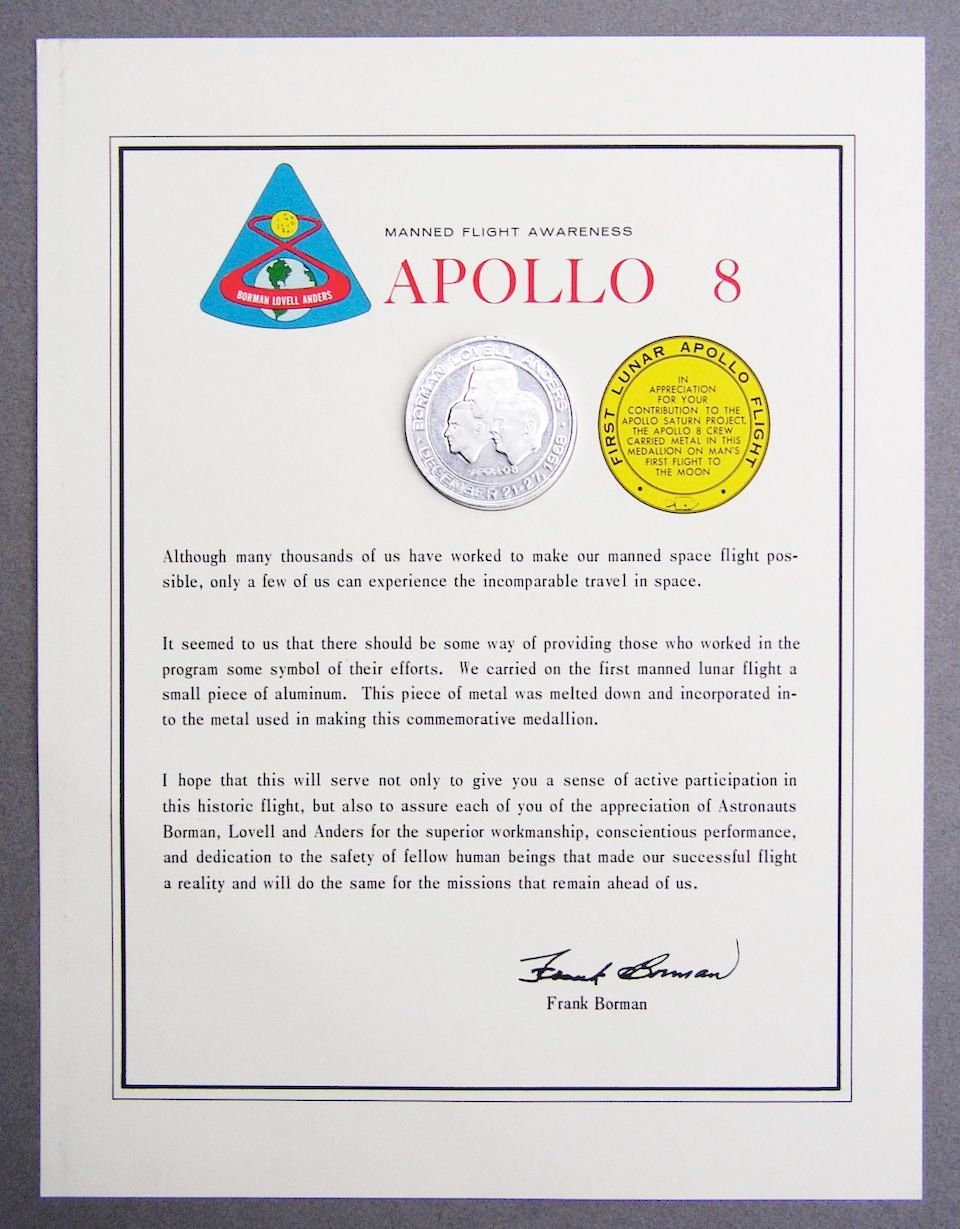 MANNED FLIGHT AWARENESS
APOLLO 8
BORMAN LOVELL ANDERS
BORMAN LOVELL ANDERS
APOLLO 8
DECEMBER 21-27, 1968
FIRST LUNAR APOLLO FLIGHT
IN
APPRECIATION
FOR YOUR
CONTRIBUTION TO THE
APOLLO SATURN PROJECT.
THE APOLLO 8 CREW
CARRIED METAL IN THIS
MEDALLION ON MAN'S
FIRST FLIGHT TO
THE MOON
Although many thousands of us have worked to make our manned space flight pos-
sible, only a few of us can experience the incomparable travel in space.
It seemed to us that there should be some way of providing those who worked in the
program some symbol of their efforts. We carried on the first manned lunar flight a
small piece of aluminum. This piece of metal was melted down and incorporated in-
to the metal used in making this commemorative medallion.
I hope that this will serve not only to give you a sense of active participation in
this historic flight, but also to assure each of you of the appreciation of Astronauts
Borman, Lovell and Anders for the superior workmanship, conscientious performance,
and dedication to the safety of fellow human beings that made our successful flight
a reality and will do the same for the missions that remain ahead of us.
Frank Borman
Frank Borman